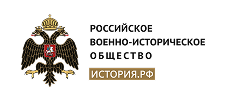 РОССИЙСКОЕ
ВОЕННО-ИСТОРИЧЕСКОЕ
ОБЩЕСТВО
ИСТОРИЯ.РФ